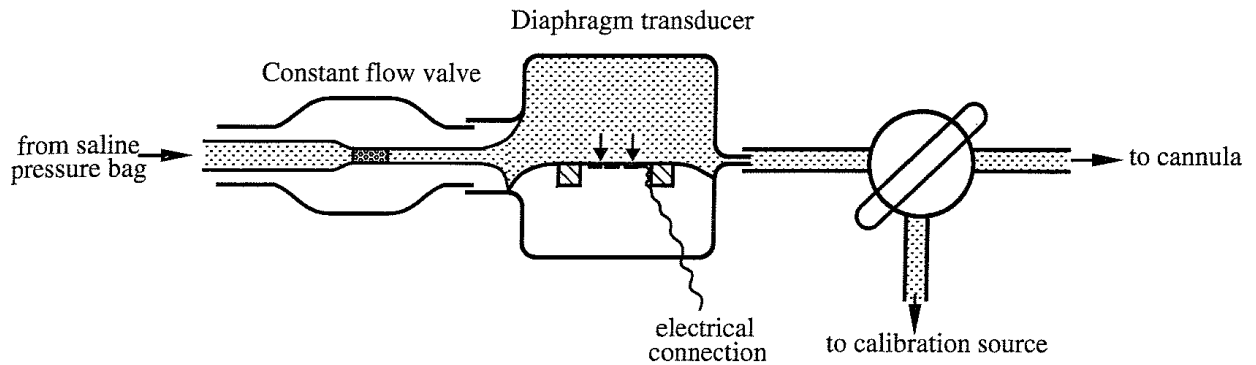 Diaphragm transducer
Constant flow valve
from saline
pressure bag
to cannula
electrical
connection
to calibration source